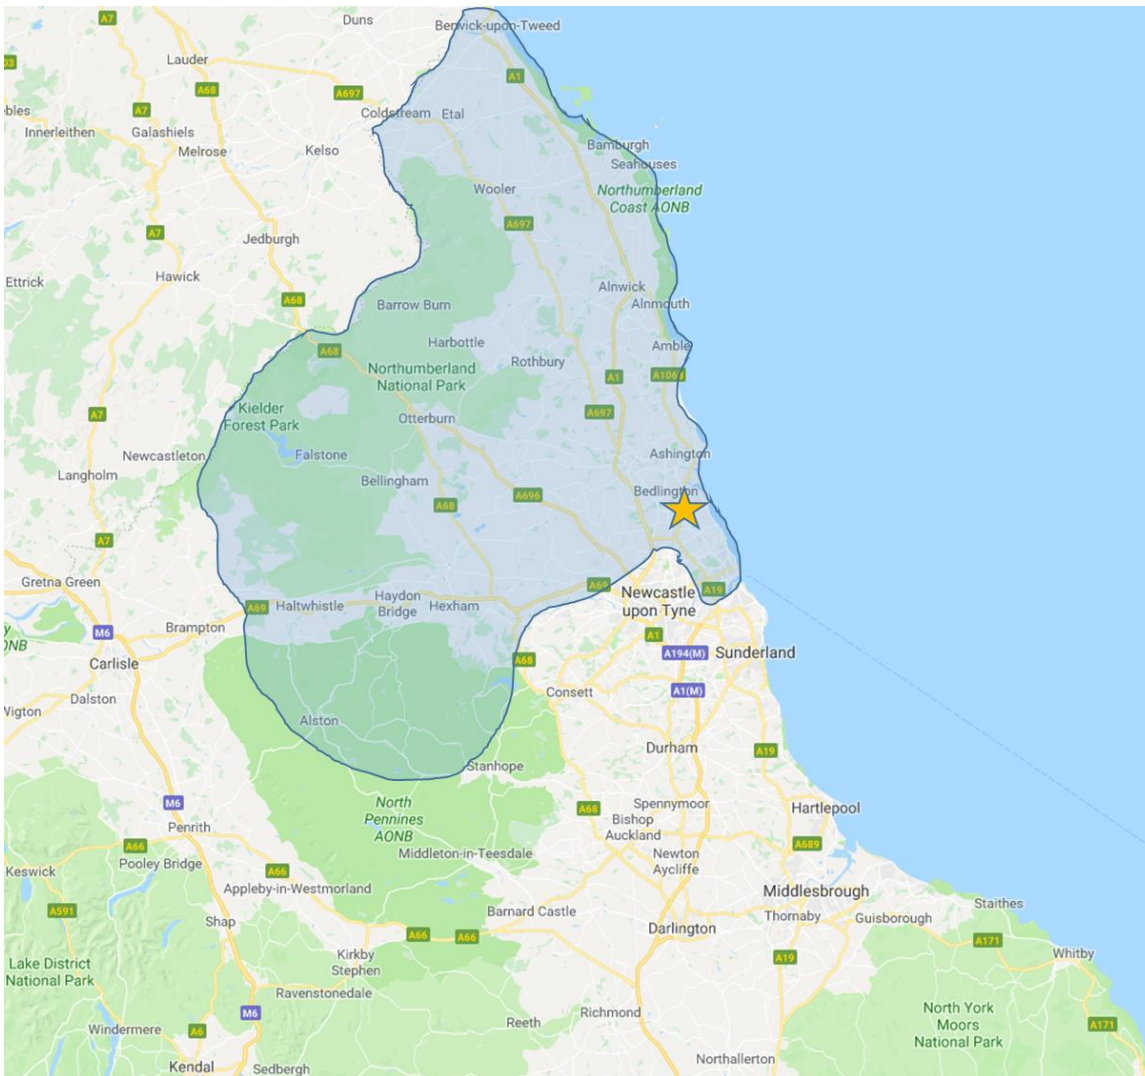 A7
Duns
Berwick-upon-Tweed
03
Lauder
A68
A1
A697
bles
A7
Coldstream
Etal
Innerleithen
Galashiels
Melrose
Kelso
Bamburgh
Seahouses
Wooler
Northumberland
Coast AONB
A697
A7
Jedburgh
Ettrick
Hawick
A68
Alnwick
Alnmouth
Barrow Burn
Harbottle
A68
Amble
Rothbury
Northumberland
National Park
A1
A106
Kielder
Forest Park
A7
Otterburn
A697
Newcastleton
Falstone
Ashington
Langholm
Bellingham
Bedlington
A68
A696
A7
Gretna Green
A69
Haltwhistle
Haydon
Bridge
Hexham
A69
Newcastle
upon Tyne
A19
Brampton
M6
y
ONB
A1
Carlisle
A68
A194(M)
Sunderland
Dalston
Consett
A1(M)
Wigton
Alston
Durham
A19
Stanhope
M6
North
Pennines
AONB
A68
Spennymoor
Hartlepool
Penrith
Bishop
Auckland
A66
Pooley Bridge
Middleton-in-Teesdale
Newton
Aycliffe
A689
Keswick
A66
Appleby-in-Westmorland
Middlesbrough
A591
Shap
Barnard Castle
Thornaby
Guisborough
Staithes
A66
A66
Darlington
A171
Kirkby
Stephen
A19
Whitby
Lake District
National Park
Ravenstonedale
M6
Richmond
North York
Moors
National Park
Windermere
A6
Reeth
A171
Kendal
Sedbergh
Northallerton